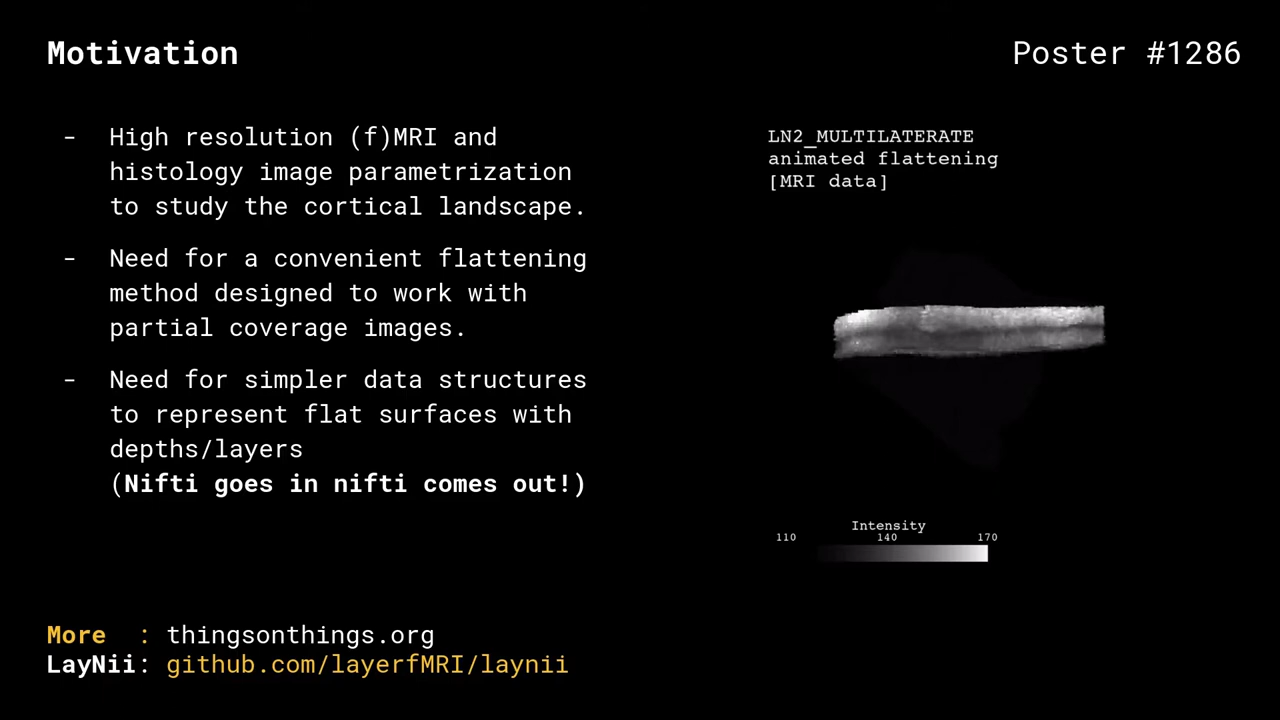 Motivation
Poster #1286
- High resolution (f)MRI and
histology image parametrization
to study the cortical landscape.
- Need for a convenient flattening
method designed to work with
partial coverage images.
- Need for simpler data structures
to represent flat surfaces with
depths/layers
(Nifti goes in nifti comes out!)
LN2_MULTILATERATE
animated flattening
[MRI data]
Intensity
110 140 170
More : thingsonthings.org
LayNii: github.com/layerfMRI/laynii